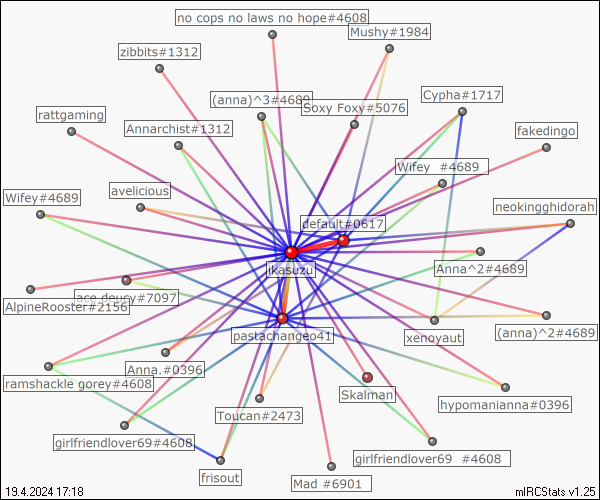 no cops no laws no hope#4608
Mushy#1984
zibbits#1312
(anna)^3#4689
Soxy Foxy#5076
Cypha#1717
rattgaming
Annarchist#1312
fakedingo
Wifey #4689
avelicious
Wifey#4689
default#0617
neokingghidorah
ikasuzu
Anna^2#4689
ace deucy#7097
AlpineRooster#2156
pastachangeo41
xenoyaut
(anna)^2#4689
ramshackle gorey#4608
Anna.#0396
Skalman
hypomanianna#0396
Toucan#2473
girlfriendlover69#4608
girlfriendlover69 #4608
frisout
Mad #6901
19.4.2024 17:18
mIRCStats v1.25